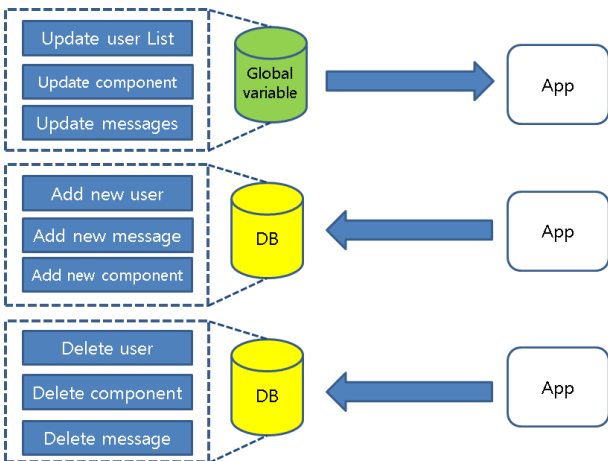 Update user List
Update component
Update messages
Global
variable
App
Add new user
Add new message
Add new component
DB
App
Delete user
Delete component
Delete message
DB
App